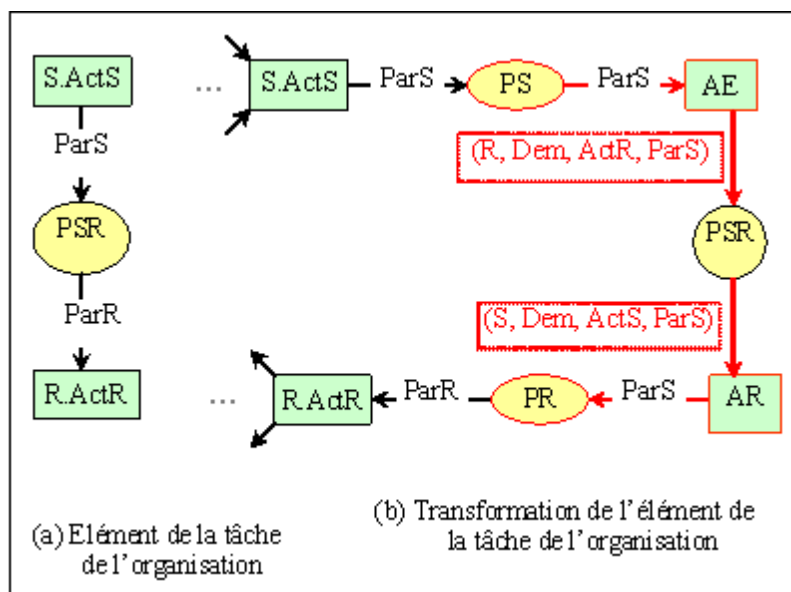 S.ActS
...
S.ActS
ParS
PS
ParS
AE
ParS
(R, Dem, ActR, ParS)
PSR
PSR
ParR
(S, Dem, ActS, ParS)
R.ActR
...
R.ActR
ParR
PR
ParS
AR
(a) Elément de la tâche
de l'organisation
(b) Transformation de l'élément de
la tâche de l'organisation